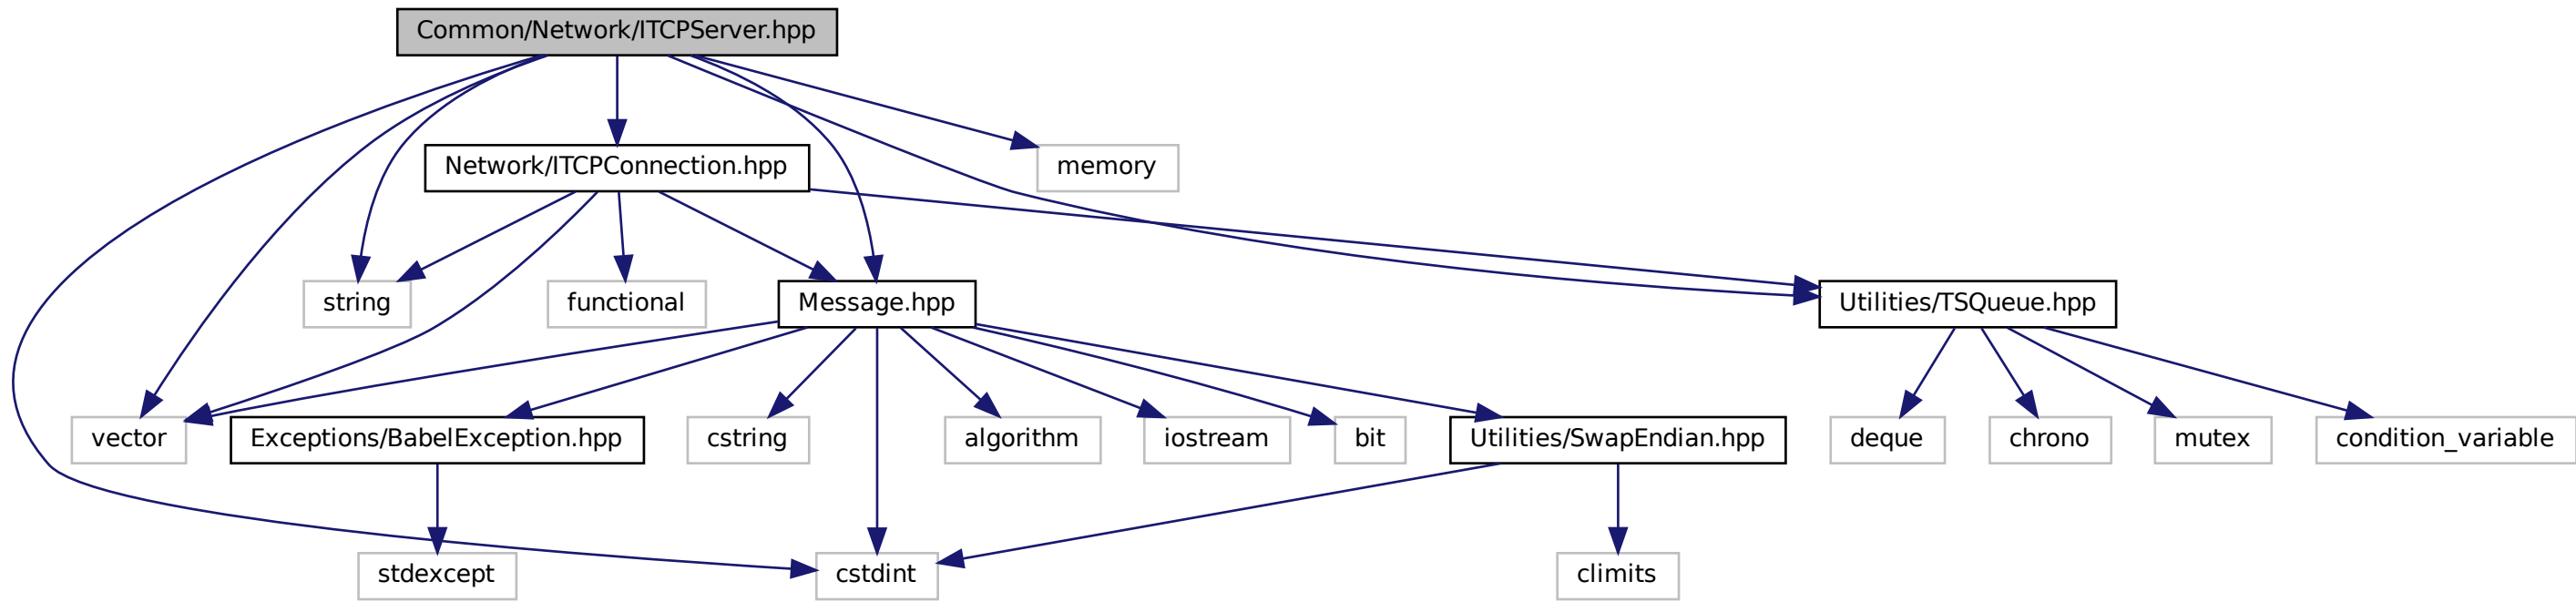 Common/Network/ITCPServer.hpp
Network/ITCPConnection.hpp
memory
string
functional
Message.hpp
Utilities/TSQueue.hpp
vector
Exceptions/BabelException.hpp
cstring
algorithm
iostream
bit
Utilities/SwapEndian.hpp
deque
chrono
mutex
condition_variable
stdexcept
cstdint
climits